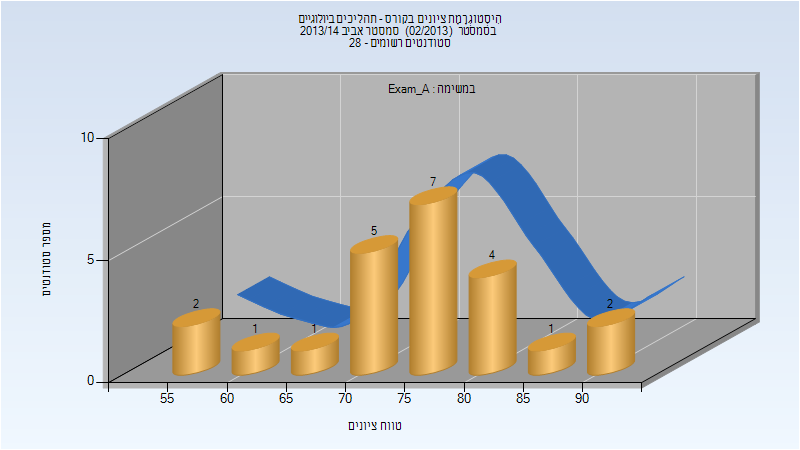 היסטוגרמת ציונים בקורס - תהליכים ביולוגיים
בסמסטר (02/2013) סמסטר אביב 2013/14
סטודנטים רשומים - 28
במשימה : Exam_A
10
5
0
מספר סטודנטים
2
1
1
5
7
4
1
2
55 60 65 70 75 80 85 90
טווח ציונים